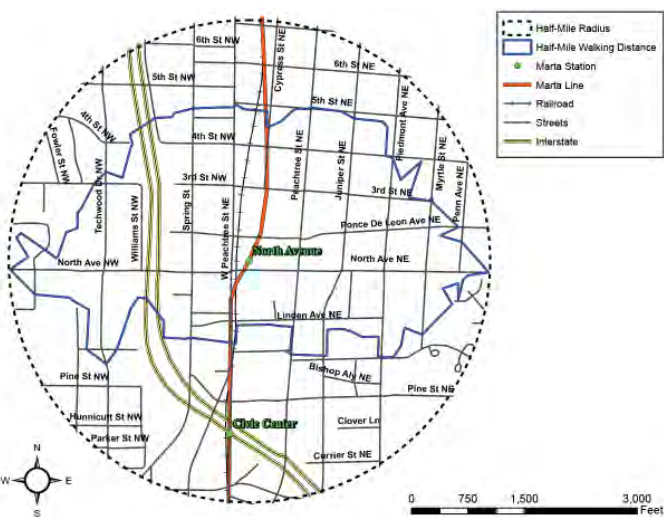 6th St NW
Cypress St NE
6th St NE
5th St NW
5th St NE
Piedmont Ave NE
4th St NW
4th St NW
Fowler St NW
Techwood Dr NW
Williams St NW
Spring St
W Peachtree St NE
Peachtree St NE
Juniper St NE
Myrtle St NE
Penn Ave NE
3rd St NW
3rd St NE
Ponce De Leon Ave NE
North Avenue
North Ave NW
North Ave NE
Linden Ave NE
Bishop Aly NE
Pine St NW
Pine St NE
Hunnicutt St NW
Civic Center
Clover Ln
Parker St NW
Currier St NE
N
W
E
S
Half-Mile Radius
Half-Mile Walking Distance
Marta Station
Marta Line
Railroad
Streets
Interstate
0 750 1,500 3,000
Feet